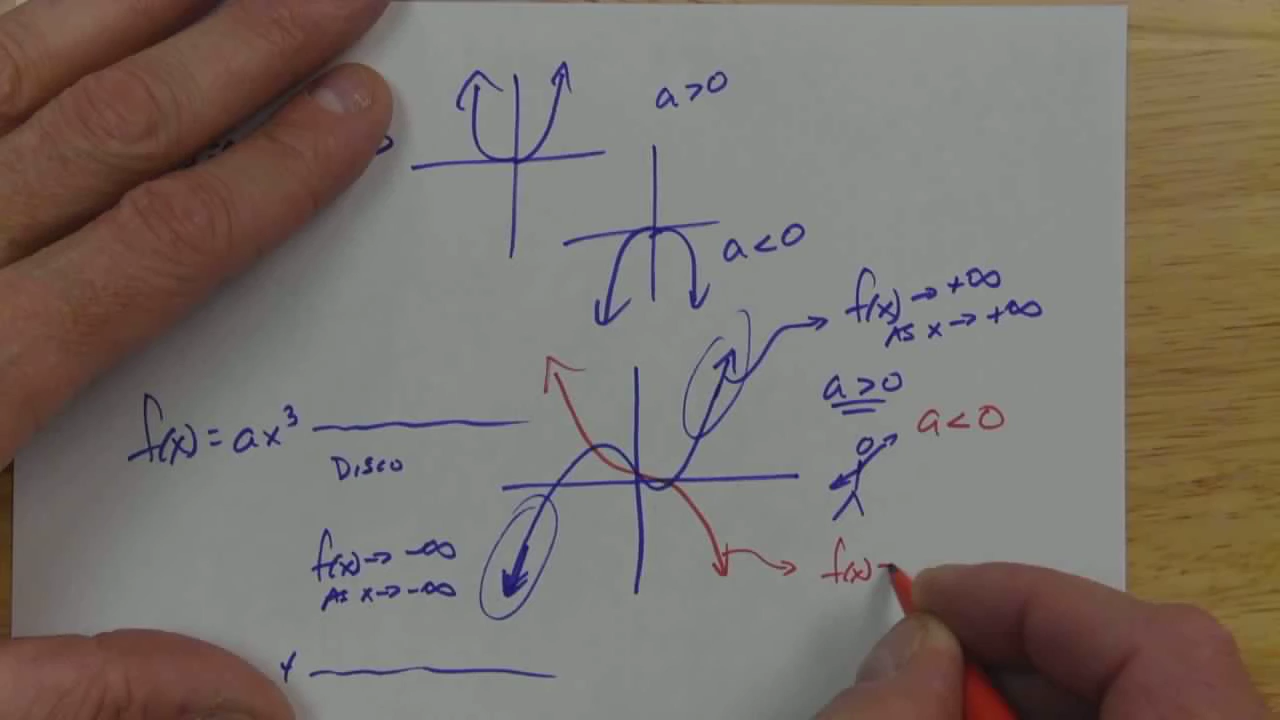 a>0
a<0
f(x)→+∞
AS x→+∞
a>0
a<0
f(x)=ax³
Disco
f(x)→-∞
AS x→-∞
f(x)